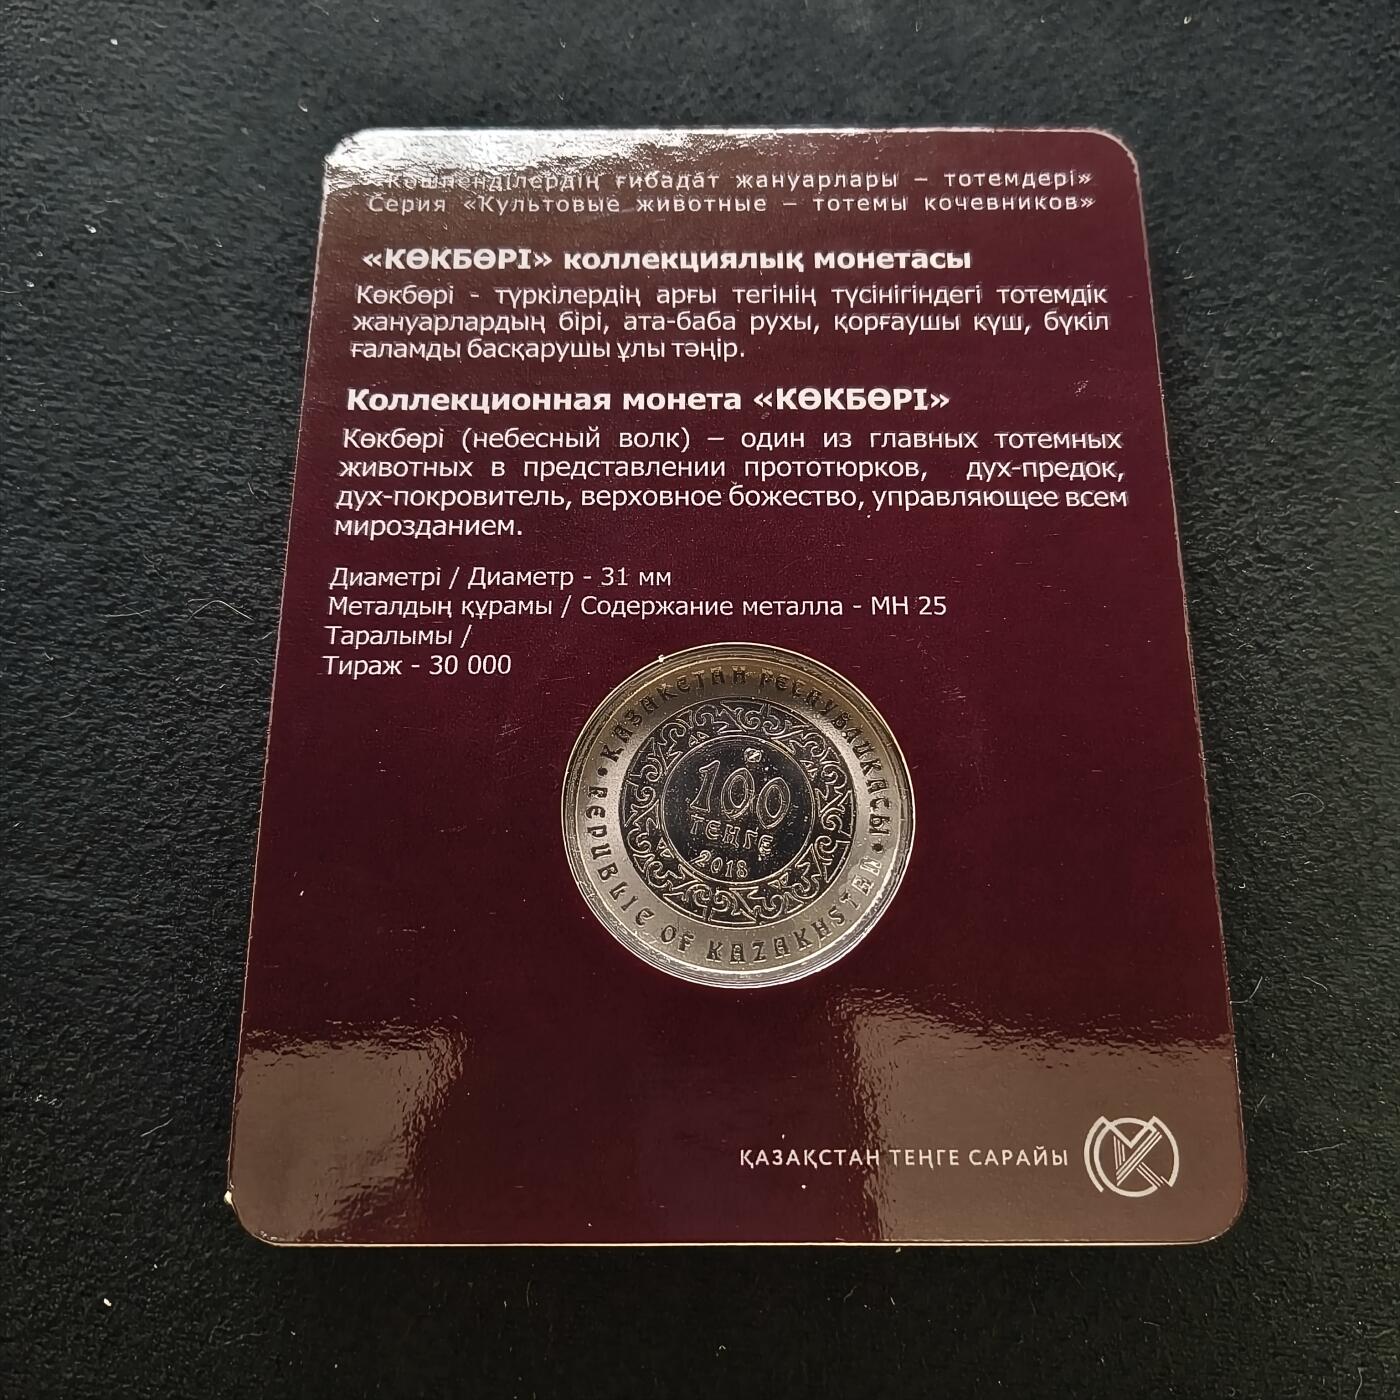 «Көшпенділердің ғибадат жануарлары – тотемдері»
Серия «Культовые животные – тотемы кочевников»
«КӨКБӨРІ» коллекциялық монетасы
Көкбөрі - түркілердің арғы тегінің түсінігіндегі тотемдік
жануарлардың бірі, ата-баба рухы, қорғаушы күш, бүкіл
ғаламды басқарушы ұлы тәңір.
Коллекционная монета «КӨКБӨРІ»
Көкбөрі (небесный волк) – один из главных тотемных
животных в представлении прототюрков, дух-предок,
дух-покровитель, верховное божество, управляющее всем
мирозданием.
Диаметрі / Диаметр - 31 мм
Металдың құрамы / Содержание металла - МН 25
Таралымы /
Тираж - 30 000
ҚАЗАҚСТАН РЕСПУБЛИКАСЫ
100
ТЕҢГЕ
2018
REPUBLIC OF KAZAKHSTAN
ҚАЗАҚСТАН ТЕҢГЕ САРАЙЫ